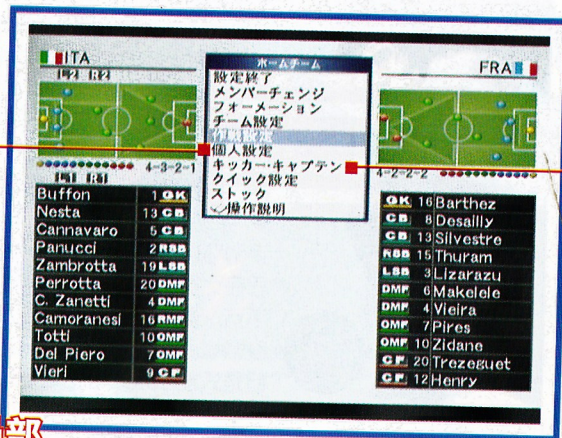 ITA
L2 R2
4-3-2-1
L1 R1
Buffon 1 GK
Nesta 13 CB
Cannavaro 5 CB
Panucci 2 RSB
Zambrotta 19 LSB
Perrotta 20 DMF
C. Zanetti 4 DMF
Camoranesi 16 RMF
Totti 10 OMF
Del Piero 7 OMF
Vieri 9 CF
ホームチーム
設定終了
メンバーチェンジ
フォーメーション
チーム設定
作戦設定
個人設定
キッカー・キャプテン
クイック設定
ストック
操作説明
FRA
4-2-2-2
GK 16 Barthez
CB 8 Desailly
CB 13 Silvestre
RSB 15 Thuram
LSB 3 Lizarazu
DMF 6 Makelele
DMF 4 Vieira
OMF 7 Pires
OMF 10 Zidane
CF 20 Trezeguet
CF 12 Henry
部